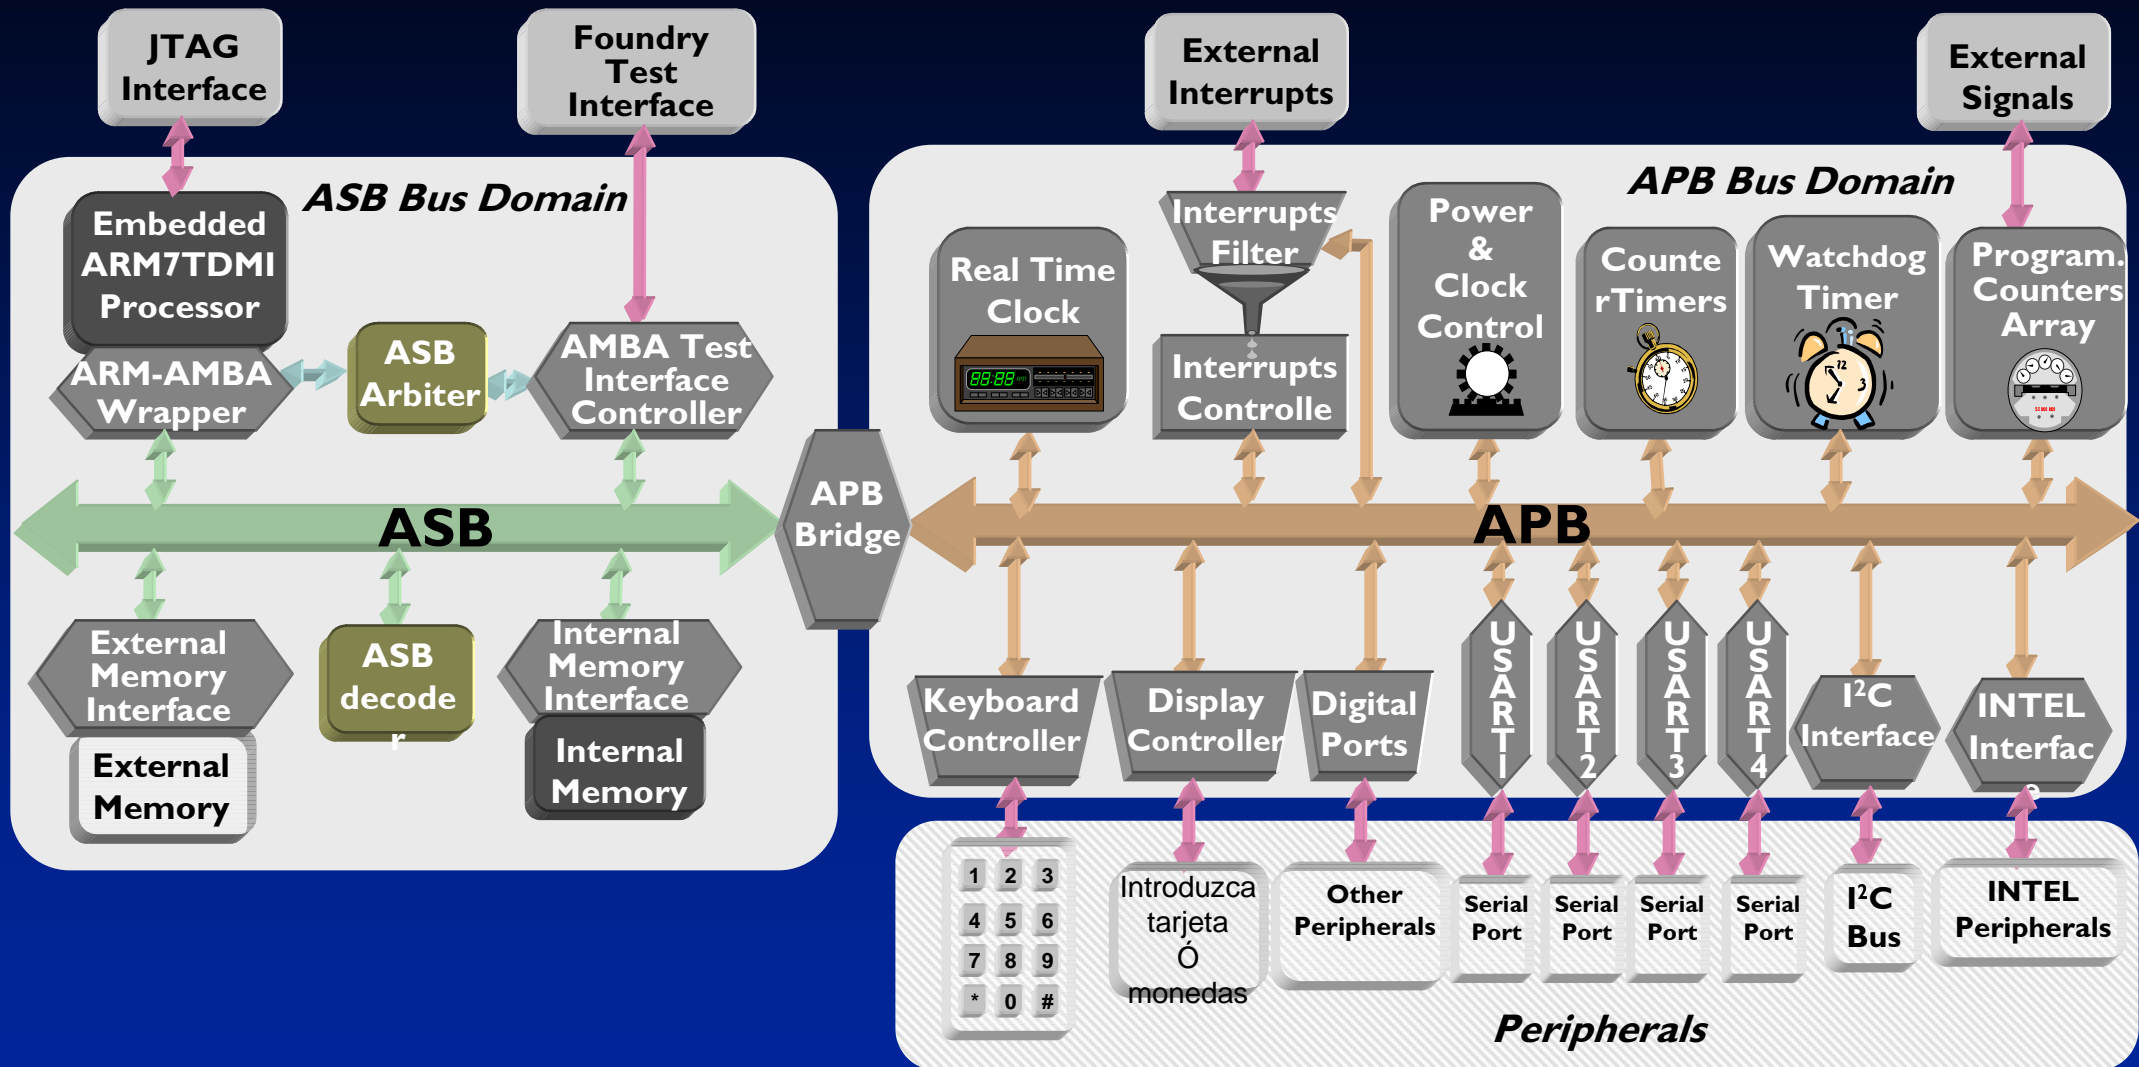 JTAG
Interface
Foundry
Test
Interface
External
Interrupts
External
Signals
ASB Bus Domain
APB Bus Domain
Embedded
ARM7TDMI
Processor
ARM-AMBA
Wrapper
ASB
Arbiter
AMBA Test
Interface
Controller
Real Time
Clock
88:88
Interrupts
Filter
Interrupts
Controlle
Power
&
Clock
Control
Counte
rTimers
Watchdog
Timer
12
3
Program.
Counters
Array
ASB
APB
Bridge
APB
External
Memory
Interface
External
Memory
ASB
decode
r
Internal
Memory
Interface
Internal
Memory
Keyboard
Controller
Display
Controller
Digital
Ports
USART1
USART2
USART3
USART4
I²C
Interface
INTEL
Interfac
e
1 2 3
4 5 6
7 8 9
* 0 #
Introduzca
tarjeta
Ó
monedas
Other
Peripherals
Serial
Port
Serial
Port
Serial
Port
Serial
Port
I²C
Bus
INTEL
Peripherals
Peripherals